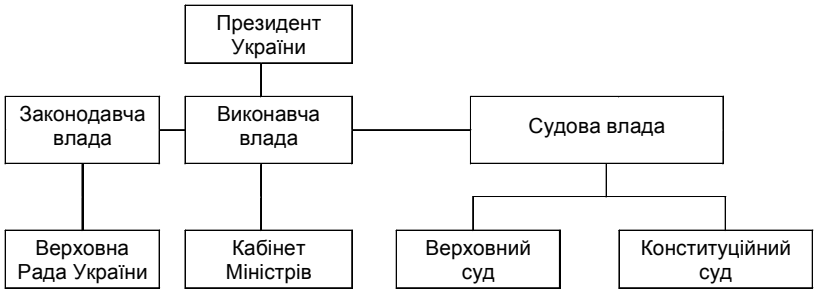 Президент
України
Законодавча
влада
Виконавча
влада
Судова влада
Верховна
Рада України
Кабінет
Міністрів
Верховний
суд
Конституційний
суд